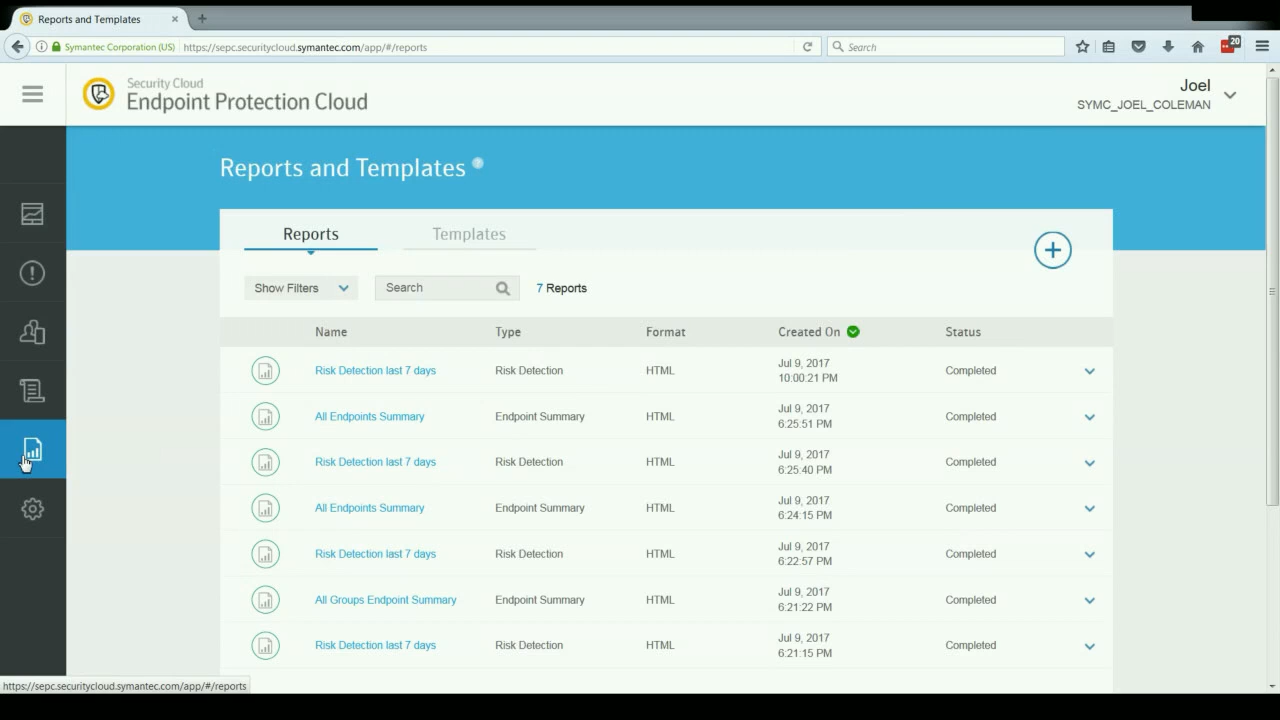 Reports and Templates
Symantec Corporation (US) https://sepc.securitycloud.symantec.com/app/#/reports Search 20
Security Cloud
Endpoint Protection Cloud
Joel
SYMC_JOEL_COLEMAN
Reports and Templates ?
Reports Templates
Show Filters Search 7 Reports
Name Type Format Created On Status
Risk Detection last 7 days Risk Detection HTML Jul 9, 2017 Completed
10:00:21 PM
All Endpoints Summary Endpoint Summary HTML Jul 9, 2017 Completed
6:25:51 PM
Risk Detection last 7 days Risk Detection HTML Jul 9, 2017 Completed
6:25:40 PM
All Endpoints Summary Endpoint Summary HTML Jul 9, 2017 Completed
6:24:15 PM
Risk Detection last 7 days Risk Detection HTML Jul 9, 2017 Completed
6:22:57 PM
All Groups Endpoint Summary Endpoint Summary HTML Jul 9, 2017 Completed
6:21:22 PM
Risk Detection last 7 days Risk Detection HTML Jul 9, 2017 Completed
6:21:15 PM
https://sepc.securitycloud.symantec.com/app/#/reports